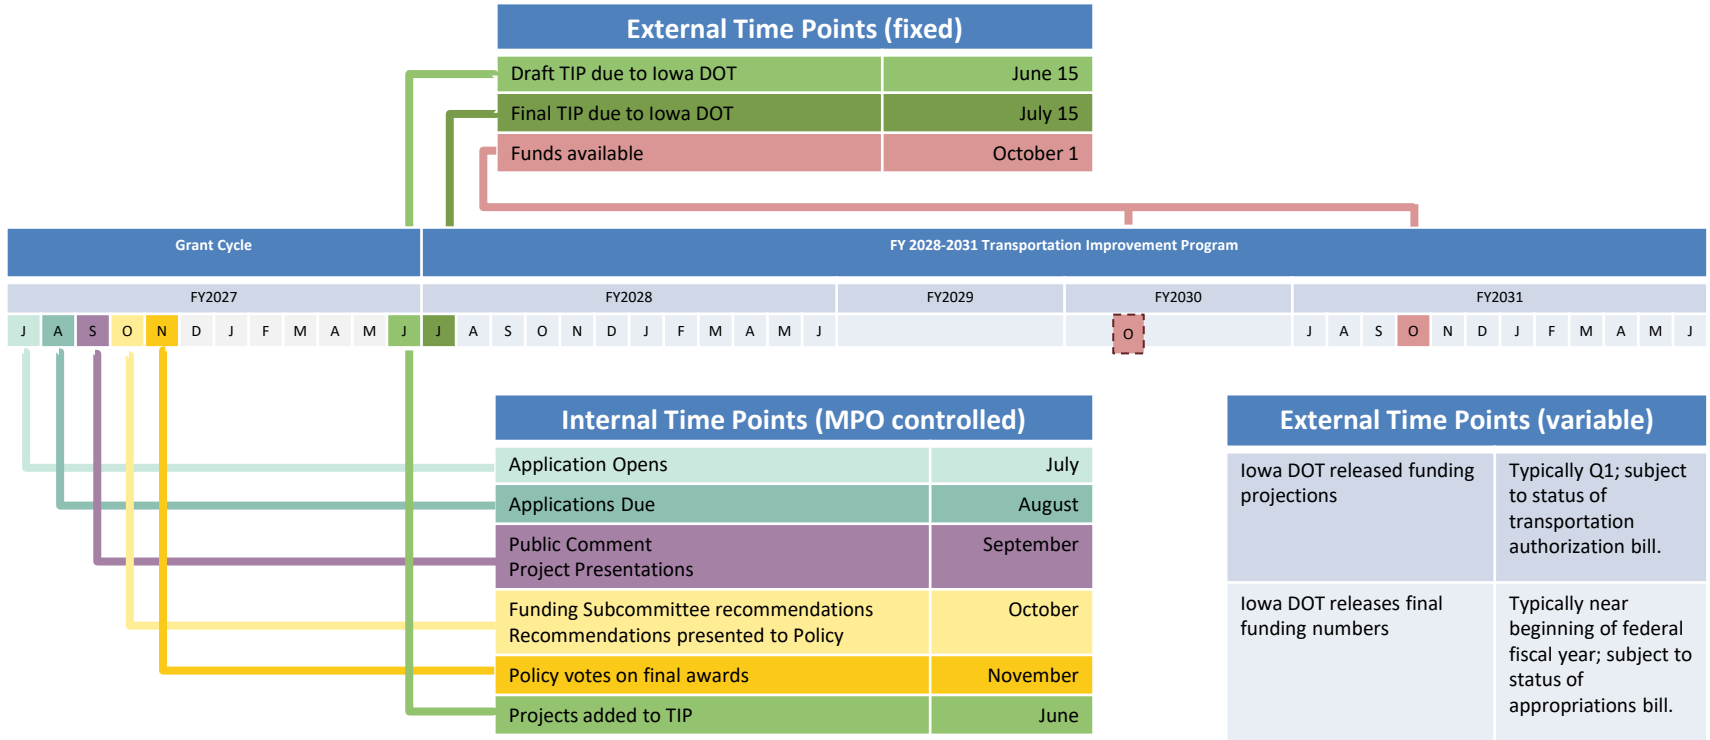 External Time Points (fixed)
Draft TIP due to Iowa DOT June 15
Final TIP due to Iowa DOT July 15
Funds available October 1
Grant Cycle FY 2028-2031 Transportation Improvement Program
FY2027 FY2028 FY2029 FY2030 FY2031
J A S O N D J F M A M J J A S O N D J F M A M J O J A S O N D J F M A M J
Internal Time Points (MPO controlled)
Application Opens July
Applications Due August
Public Comment September
Project Presentations
Funding Subcommittee recommendations October
Recommendations presented to Policy
Policy votes on final awards November
Projects added to TIP June
External Time Points (variable)
Iowa DOT released funding
projections
Typically Q1; subject
to status of
transportation
authorization bill.
Iowa DOT releases final
funding numbers
Typically near
beginning of federal
fiscal year; subject to
status of
appropriations bill.